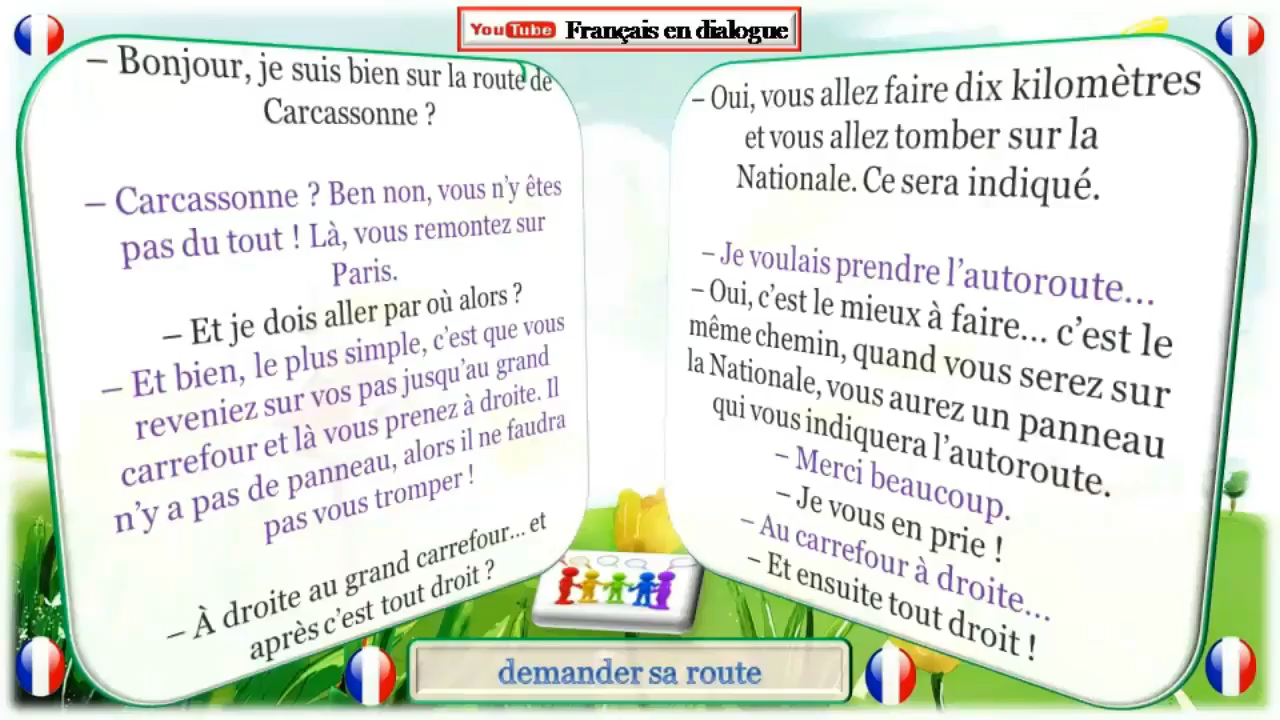 YouTube Français en dialogue
– Bonjour, je suis bien sur la route de
Carcassonne ?
– Carcassonne ? Ben non, vous n'y êtes
pas du tout ! Là, vous remontez sur
Paris.
– Et je dois aller par où alors ?
– Et bien, le plus simple, c'est que vous
reveniez sur vos pas jusqu'au grand
carrefour et là vous prenez à droite. Il
n'y a pas de panneau, alors il ne faudra
pas vous tromper !
– À droite au grand carrefour... et
après c'est tout droit ?
– Oui, vous allez faire dix kilomètres
et vous allez tomber sur la
Nationale. Ce sera indiqué.
– Je voulais prendre l'autoroute...
– Oui, c'est le mieux à faire... c'est le
même chemin, quand vous serez sur
la Nationale, vous aurez un panneau
qui vous indiquera l'autoroute.
– Merci beaucoup.
– Je vous en prie !
– Au carrefour à droite...
– Et ensuite tout droit !
demander sa route